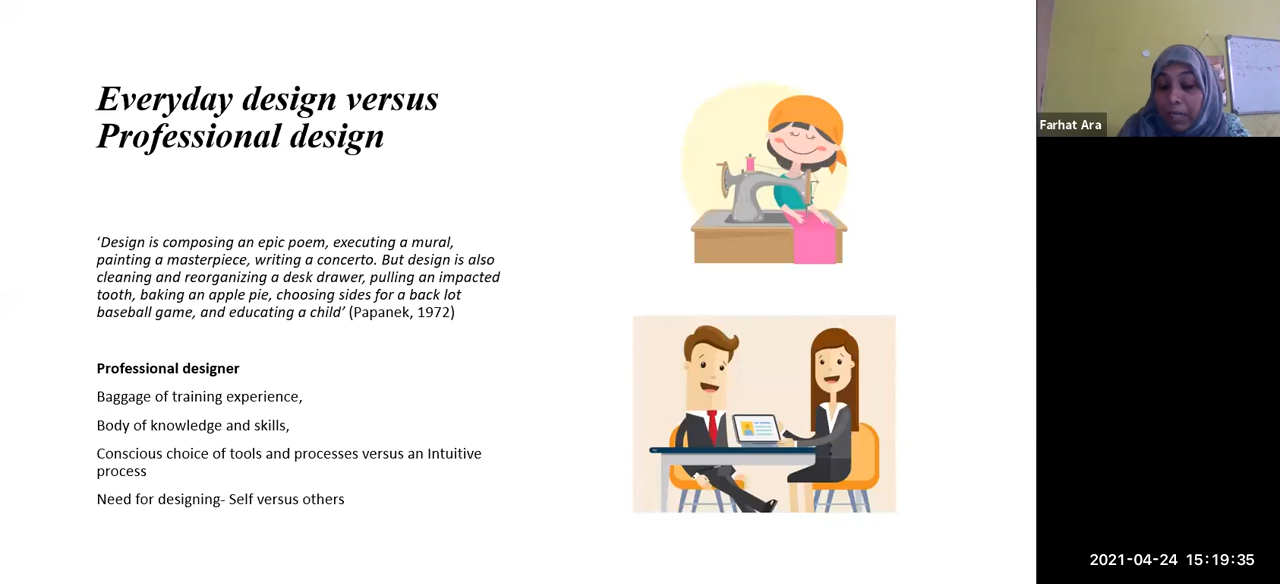 Everyday design versus
Professional design
‘Design is composing an epic poem, executing a mural,
painting a masterpiece, writing a concerto. But design is also
cleaning and reorganizing a desk drawer, pulling an impacted
tooth, baking an apple pie, choosing sides for a back lot
baseball game, and educating a child’ (Papanek, 1972)
Professional designer
Baggage of training experience,
Body of knowledge and skills,
Conscious choice of tools and processes versus an Intuitive
process
Need for designing- Self versus others
Farhat Ara
2021-04-24 15:19:35